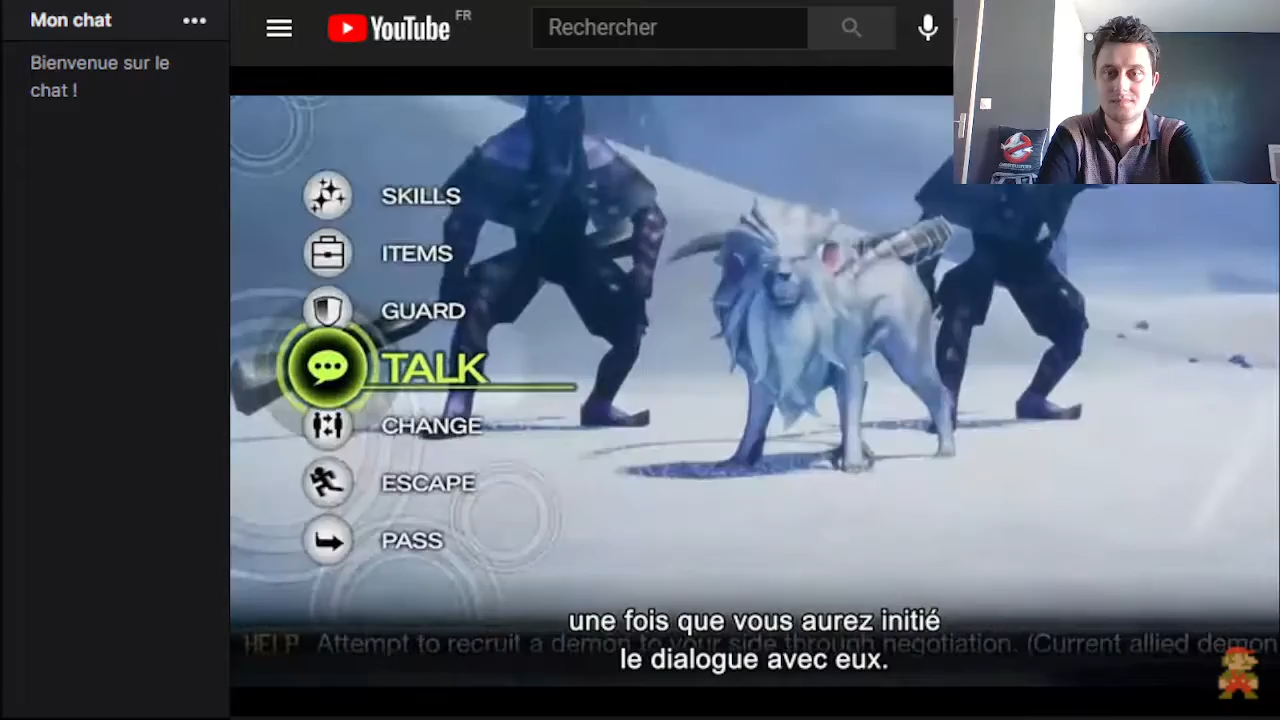 Mon chat
Bienvenue sur le
chat !
YouTube FR
Rechercher
SKILLS
ITEMS
GUARD
TALK
CHANGE
ESCAPE
PASS
une fois que vous aurez initié
HELP Attempt to recruit a demon to your side through negotiation. (Current allied demon
le dialogue avec eux.